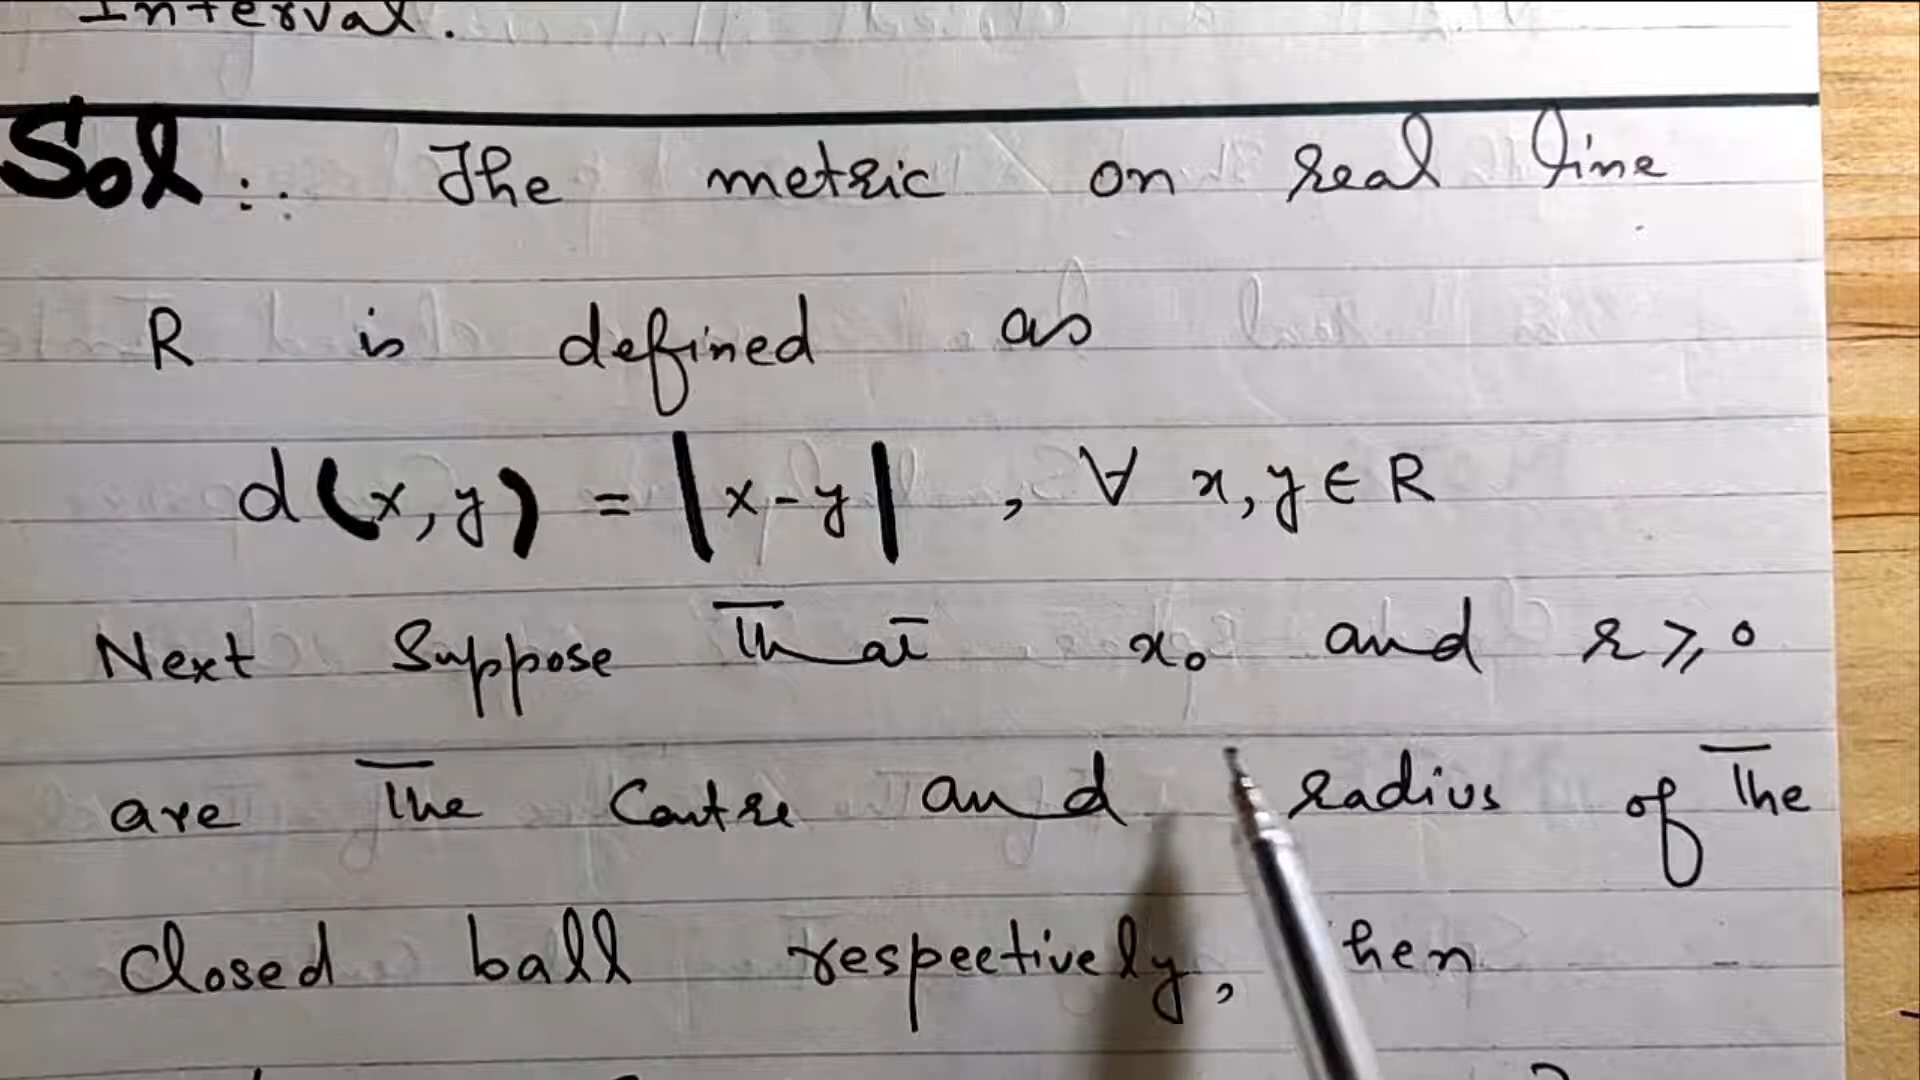 Interval.
Sol:. The metric on real line
R is defined as
d(x,y) = |x-y| , ∀ x,y ∈ R
Next Suppose That x₀ and r ⩾ 0
are The Centre and radius of The
Closed ball respectively, then